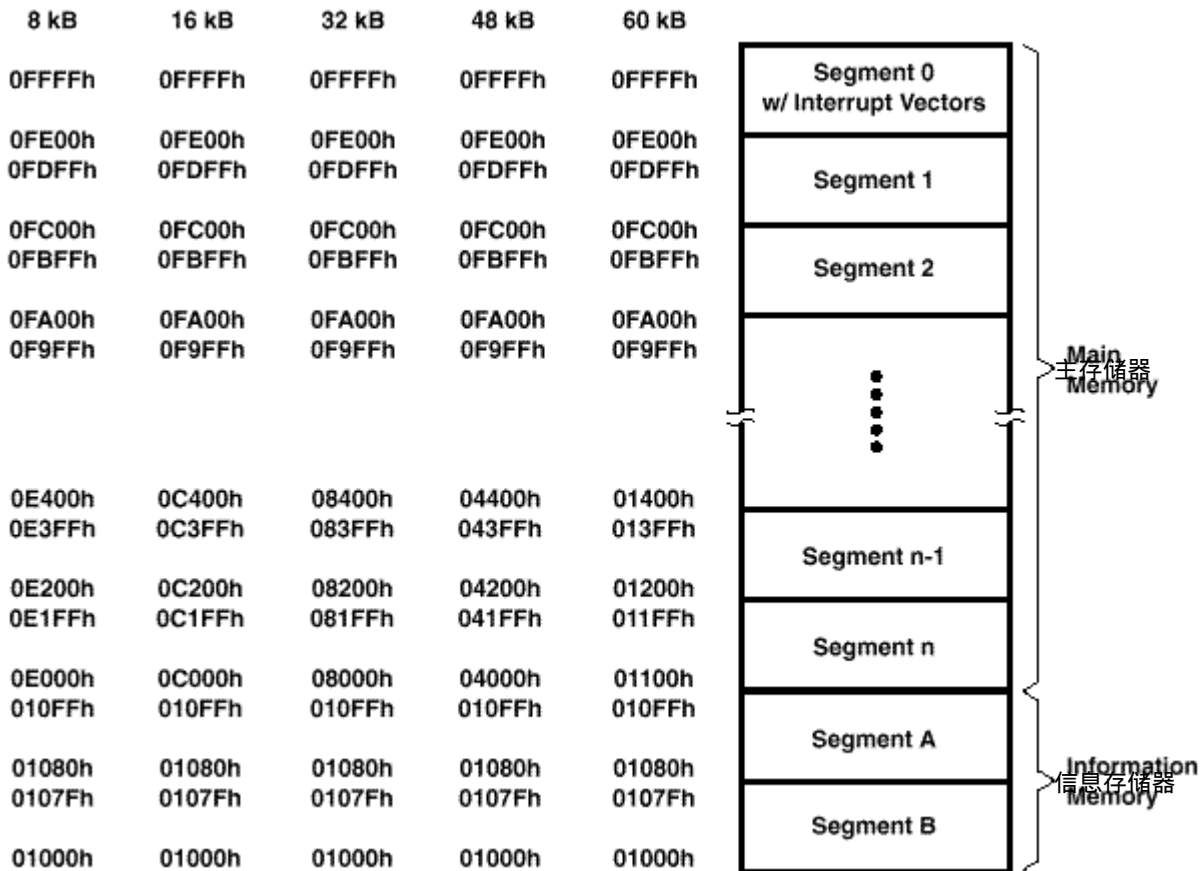 8 kB 16 kB 32 kB 48 kB 60 kB
0FFFFh 0FFFFh 0FFFFh 0FFFFh 0FFFFh
Segment 0
w/ Interrupt Vectors
0FE00h 0FE00h 0FE00h 0FE00h 0FE00h
0FDFFh 0FDFFh 0FDFFh 0FDFFh 0FDFFh
Segment 1
0FC00h 0FC00h 0FC00h 0FC00h 0FC00h
0FBFFh 0FBFFh 0FBFFh 0FBFFh 0FBFFh
Segment 2
0FA00h 0FA00h 0FA00h 0FA00h 0FA00h
0F9FFh 0F9FFh 0F9FFh 0F9FFh 0F9FFh
Main
主存储器
Memory
0E400h 0C400h 08400h 04400h 01400h
0E3FFh 0C3FFh 083FFh 043FFh 013FFh
Segment n-1
0E200h 0C200h 08200h 04200h 01200h
0E1FFh 0C1FFh 081FFh 041FFh 011FFh
Segment n
0E000h 0C000h 08000h 04000h 01100h
010FFh 010FFh 010FFh 010FFh 010FFh
Segment A
01080h 01080h 01080h 01080h 01080h
0107Fh 0107Fh 0107Fh 0107Fh 0107Fh
Information
信息存储器
Memory
Segment B
01000h 01000h 01000h 01000h 01000h